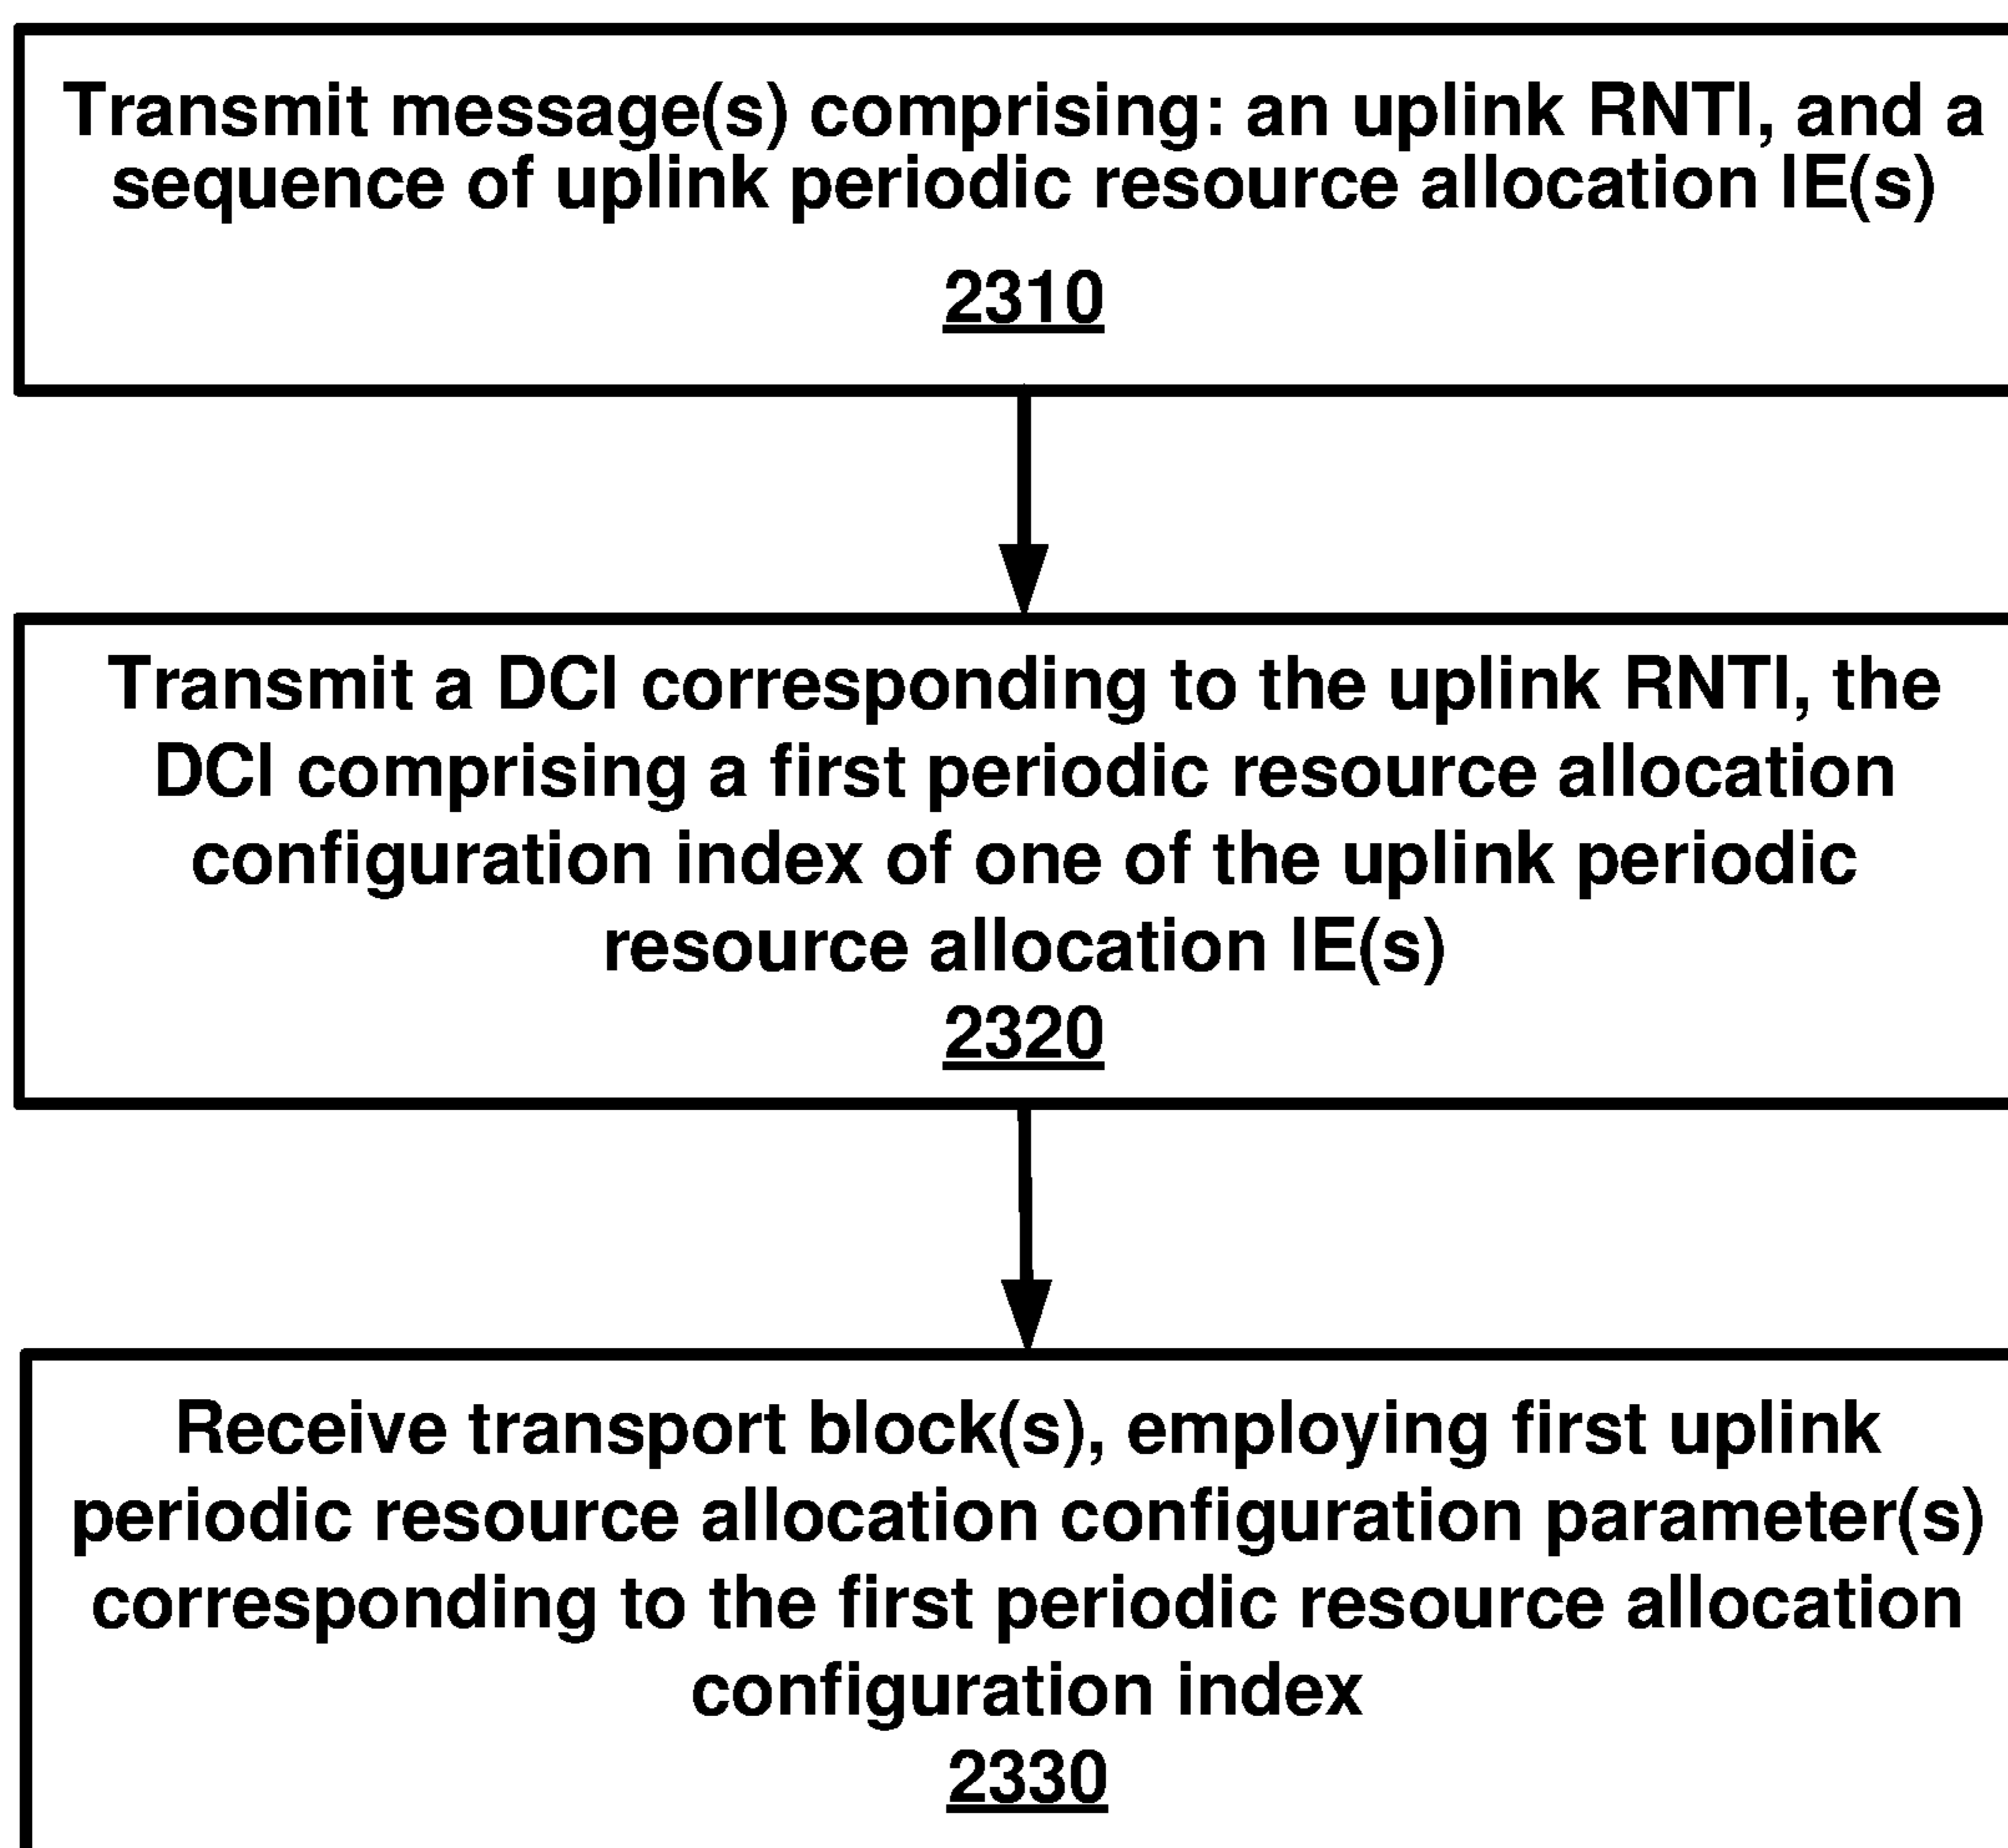 Transmit message(s) comprising: an uplink RNTI, and a
sequence of uplink periodic resource allocation IE(s)
2310
Transmit a DCI corresponding to the uplink RNTI, the
DCI comprising a first periodic resource allocation
configuration index of one of the uplink periodic
resource allocation IE(s)
2320
Receive transport block(s), employing first uplink
periodic resource allocation configuration parameter(s)
corresponding to the first periodic resource allocation
configuration index
2330